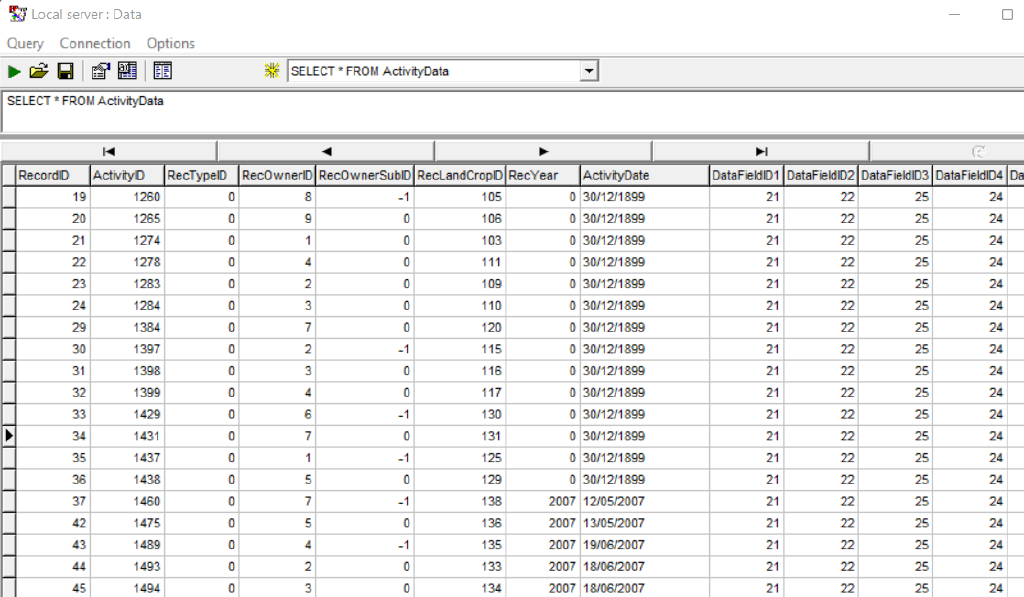 Local server : Data
Query Connection Options
SELECT * FROM ActivityData
SELECT * FROM ActivityData
RecordID ActivityID RecTypeID RecOwnerID RecOwnerSubID RecLandCropID RecYear ActivityDate DataFieldID1 DataFieldID2 DataFieldID3 DataFieldID4 Da
19 1260 0 8 -1 105 0 30/12/1899 21 22 25 24
20 1265 0 9 0 106 0 30/12/1899 21 22 25 24
21 1274 0 1 0 103 0 30/12/1899 21 22 25 24
22 1278 0 4 0 111 0 30/12/1899 21 22 25 24
23 1283 0 2 0 109 0 30/12/1899 21 22 25 24
24 1284 0 3 0 110 0 30/12/1899 21 22 25 24
29 1384 0 7 0 120 0 30/12/1899 21 22 25 24
30 1397 0 2 -1 115 0 30/12/1899 21 22 25 24
31 1398 0 3 0 116 0 30/12/1899 21 22 25 24
32 1399 0 4 0 117 0 30/12/1899 21 22 25 24
33 1429 0 6 -1 130 0 30/12/1899 21 22 25 24
34 1431 0 7 0 131 0 30/12/1899 21 22 25 24
35 1437 0 1 -1 125 0 30/12/1899 21 22 25 24
36 1438 0 5 0 129 0 30/12/1899 21 22 25 24
37 1460 0 7 -1 138 2007 12/05/2007 21 22 25 24
42 1475 0 5 0 136 2007 13/05/2007 21 22 25 24
43 1489 0 4 -1 135 2007 19/06/2007 21 22 25 24
44 1493 0 2 0 133 2007 18/06/2007 21 22 25 24
45 1494 0 3 0 134 2007 18/06/2007 21 22 25 24